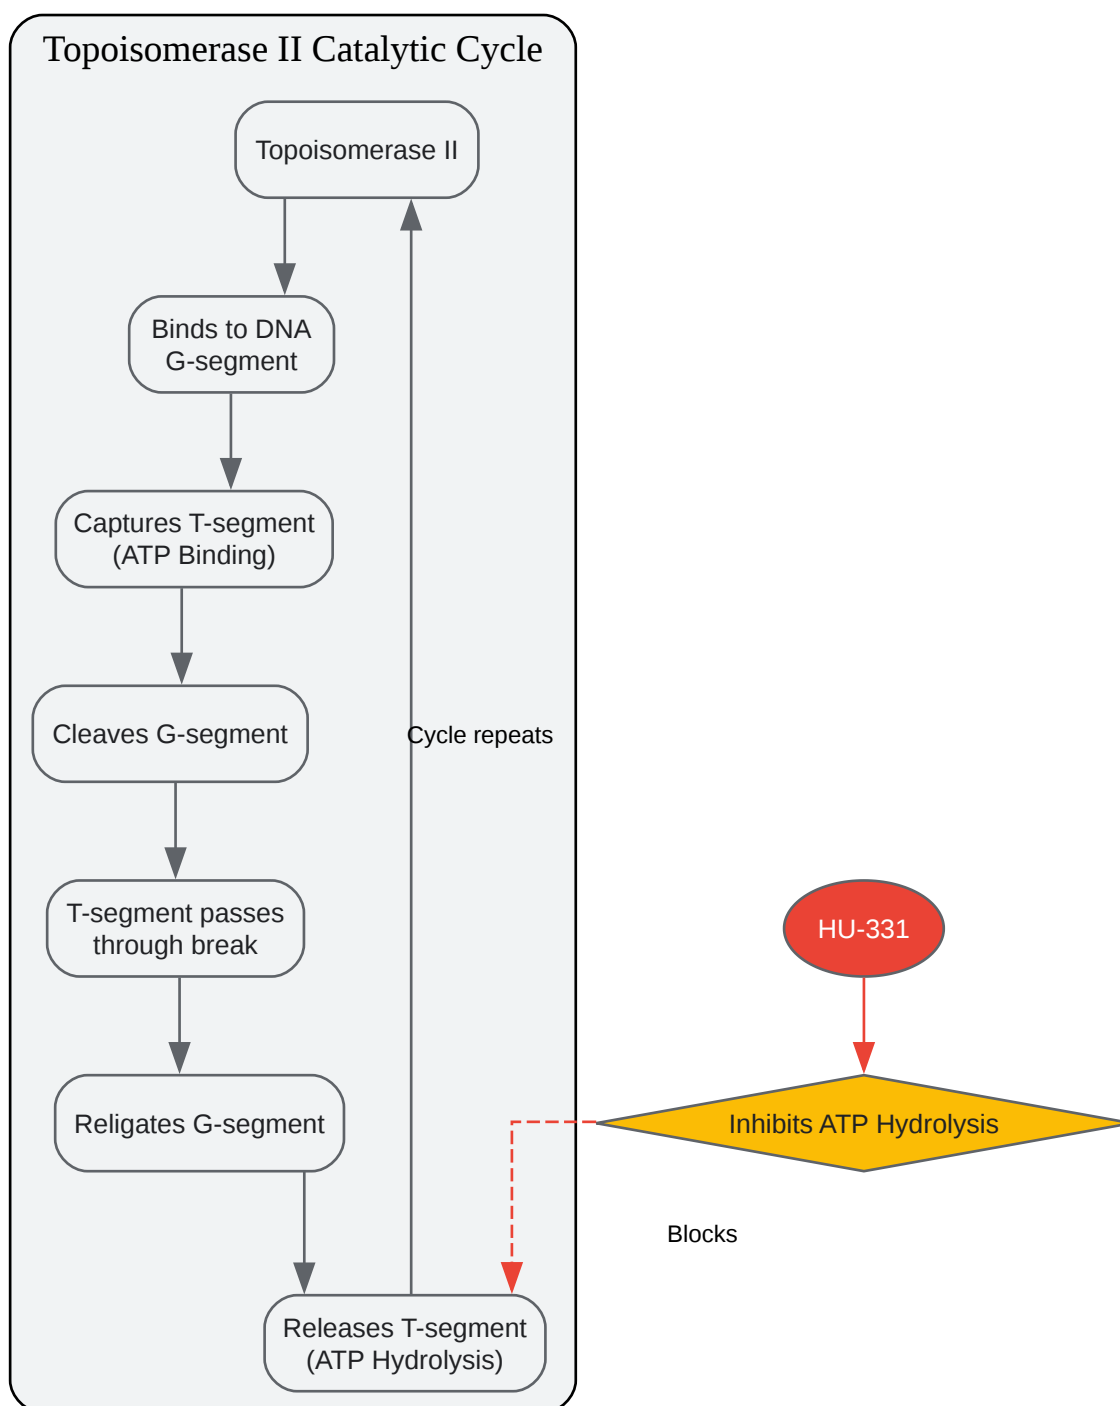 Topoisomerase II Catalytic Cycle
Topoisomerase II
Binds to DNA
G-segment
Captures T-segment
(ATP Binding)
Cleaves G-segment
Cycle repeats
T-segment passes
through break
HU-331
Religates G-segment
Inhibits ATP Hydrolysis
Blocks
Releases T-segment
(ATP Hydrolysis)